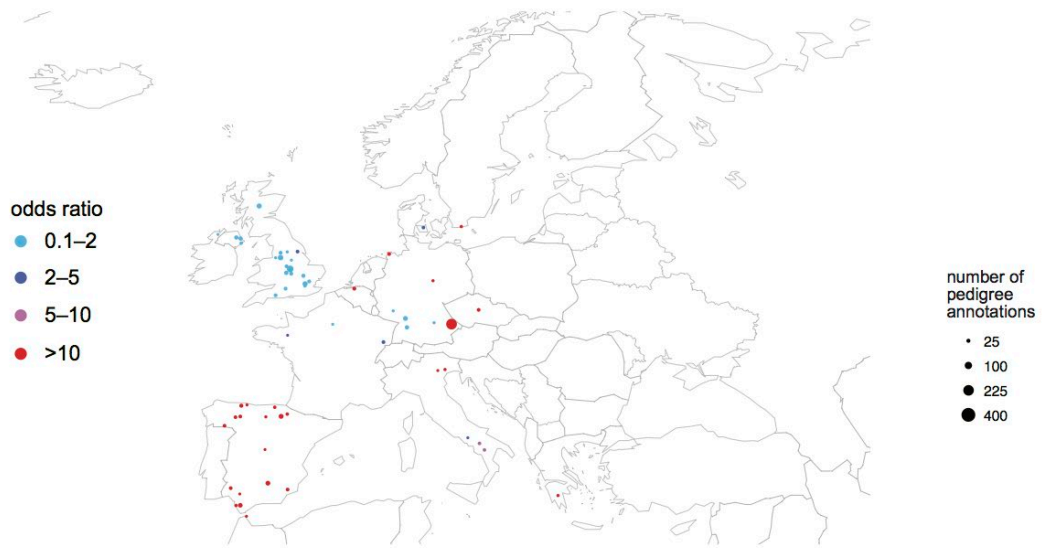 odds ratio
0.1–2
2–5
5–10
>10
number of
pedigree
annotations
25
100
225
400